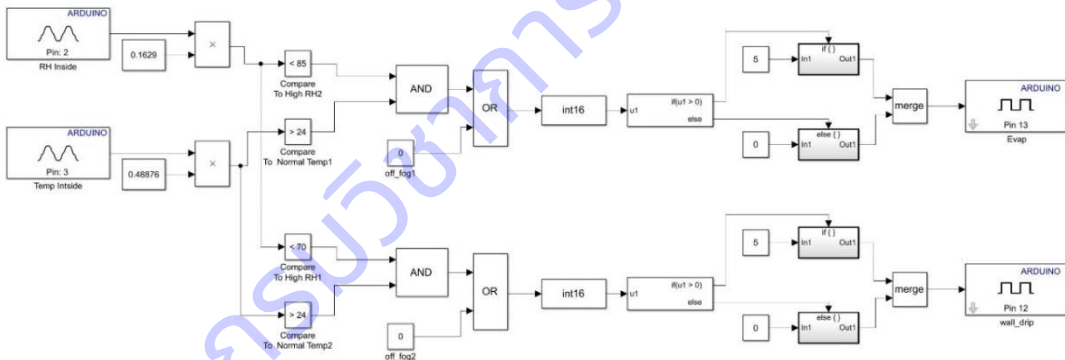 ARDUINO
Pin: 2
RH Inside
0.1629
×
< 85
Compare
To High RH2
AND
OR
int16
u1
if(u1 > 0)
else
5
if { }
In1
Out1
0
else { }
In1
Out1
merge
ARDUINO
Pin 13
Evap
ARDUINO
Pin: 3
Temp Intside
0.48876
×
> 24
Compare
To Normal Temp1
0
off_fog1
< 70
Compare
To High RH1
AND
OR
int16
u1
if(u1 > 0)
else
5
if { }
In1
Out1
0
else { }
In1
Out1
merge
ARDUINO
Pin 12
wall_drip
> 24
Compare
To Normal Temp2
0
off_fog2